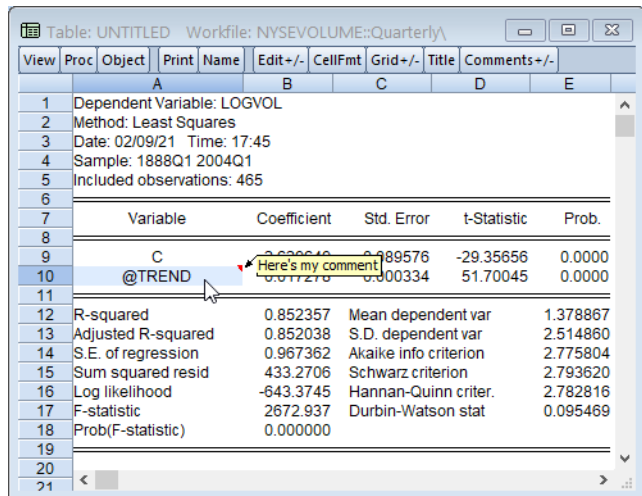 Table: UNTITLED Workfile: NYSEVOLUME::Quarterly\
View Proc Object Print Name Edit+/- CellFmt Grid+/- Title Comments+/-
A B C D E
1 Dependent Variable: LOGVOL
2 Method: Least Squares
3 Date: 02/09/21 Time: 17:45
4 Sample: 1888Q1 2004Q1
5 Included observations: 465
6
7 Variable Coefficient Std. Error t-Statistic Prob.
8
9 C -29.35656 0.0000
Here's my comment
10 @TREND 51.70045 0.0000
11
12 R-squared 0.852357 Mean dependent var 1.378867
13 Adjusted R-squared 0.852038 S.D. dependent var 2.514860
14 S.E. of regression 0.967362 Akaike info criterion 2.775804
15 Sum squared resid 433.2706 Schwarz criterion 2.793620
16 Log likelihood -643.3745 Hannan-Quinn criter. 2.782816
17 F-statistic 2672.937 Durbin-Watson stat 0.095469
18 Prob(F-statistic) 0.000000
19
20
21